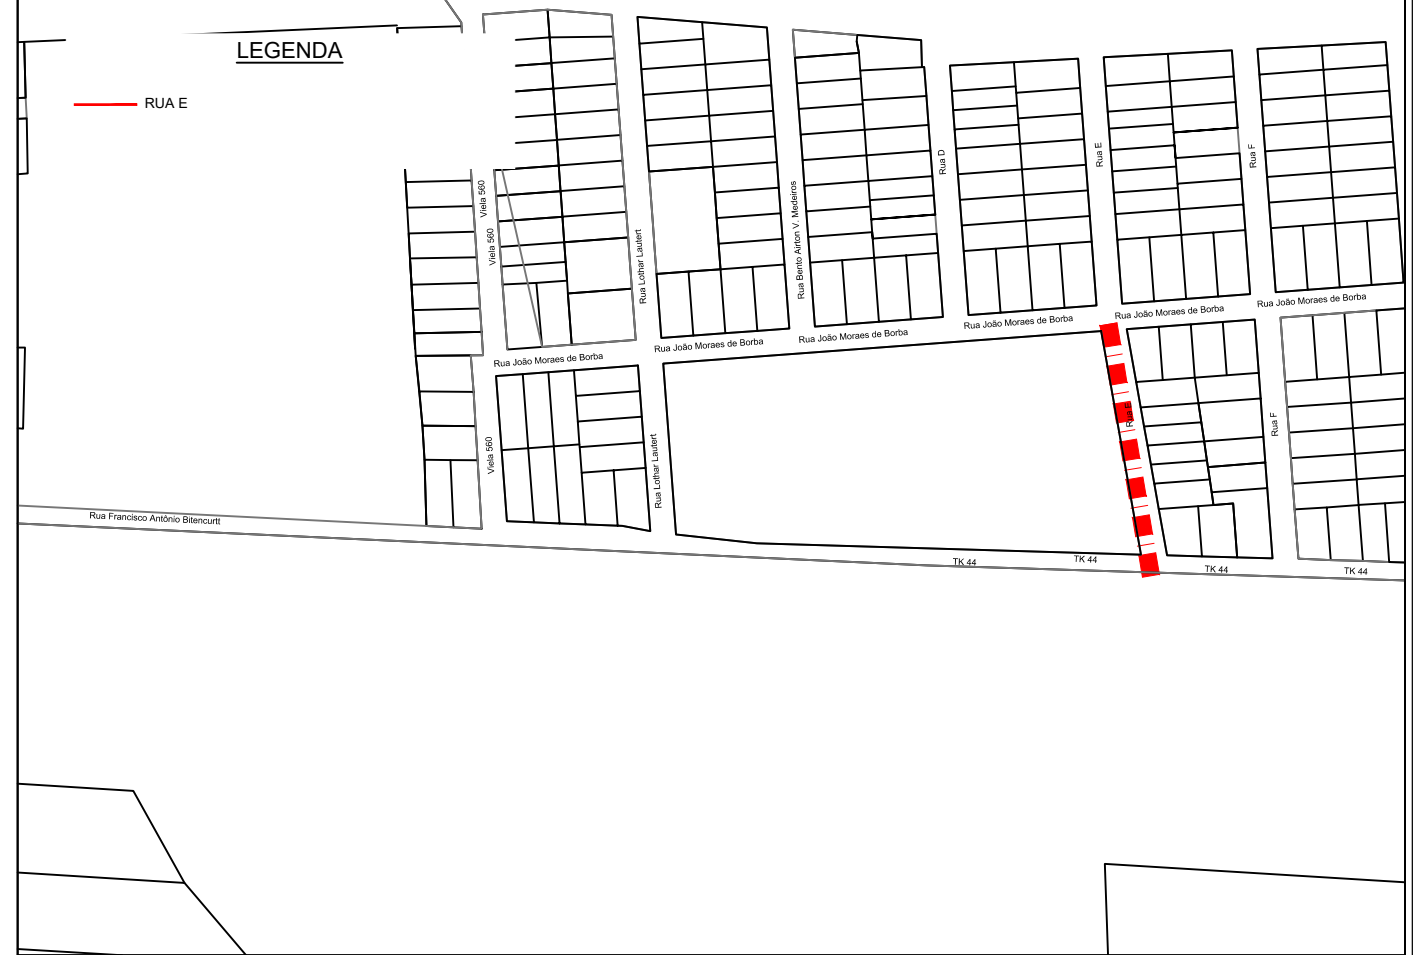 LEGENDA
RUA E
Rua E
Rua F
Rua D
Viela 560
Rua Bento Airton V. Medeiros
Viela 560
Rua Lothar Lautert
Rua João Moraes de Borba
Rua João Moraes de Borba
Rua João Moraes de Borba
Rua João Moraes de Borba
Rua João Moraes de Borba
Rua João Moraes de Borba
Rua E
Rua F
Viela 560
Rua Lothar Lautert
Rua Francisco Antônio Bitencurtt
TK 44
TK 44
TK 44
TK 44